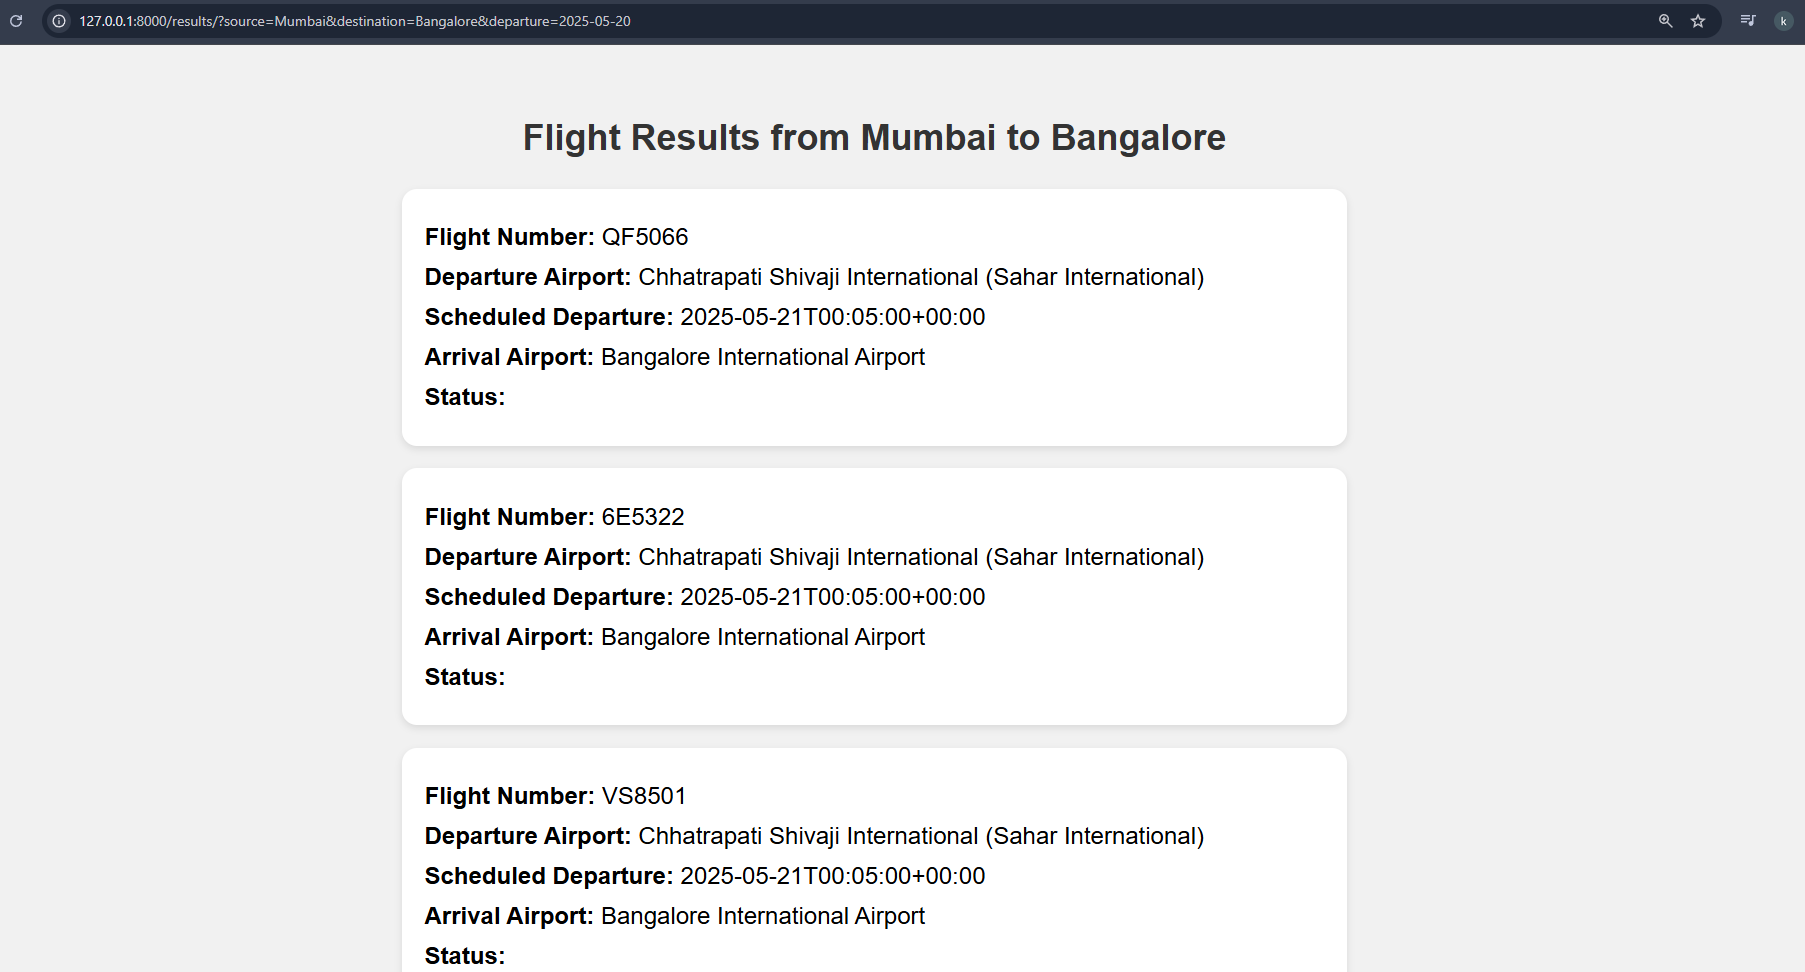 127.0.0.1:8000/results/?source=Mumbai&destination=Bangalore&departure=2025-05-20
k
Flight Results from Mumbai to Bangalore
Flight Number: QF5066
Departure Airport: Chhatrapati Shivaji International (Sahar International)
Scheduled Departure: 2025-05-21T00:05:00+00:00
Arrival Airport: Bangalore International Airport
Status:
Flight Number: 6E5322
Departure Airport: Chhatrapati Shivaji International (Sahar International)
Scheduled Departure: 2025-05-21T00:05:00+00:00
Arrival Airport: Bangalore International Airport
Status:
Flight Number: VS8501
Departure Airport: Chhatrapati Shivaji International (Sahar International)
Scheduled Departure: 2025-05-21T00:05:00+00:00
Arrival Airport: Bangalore International Airport
Status: